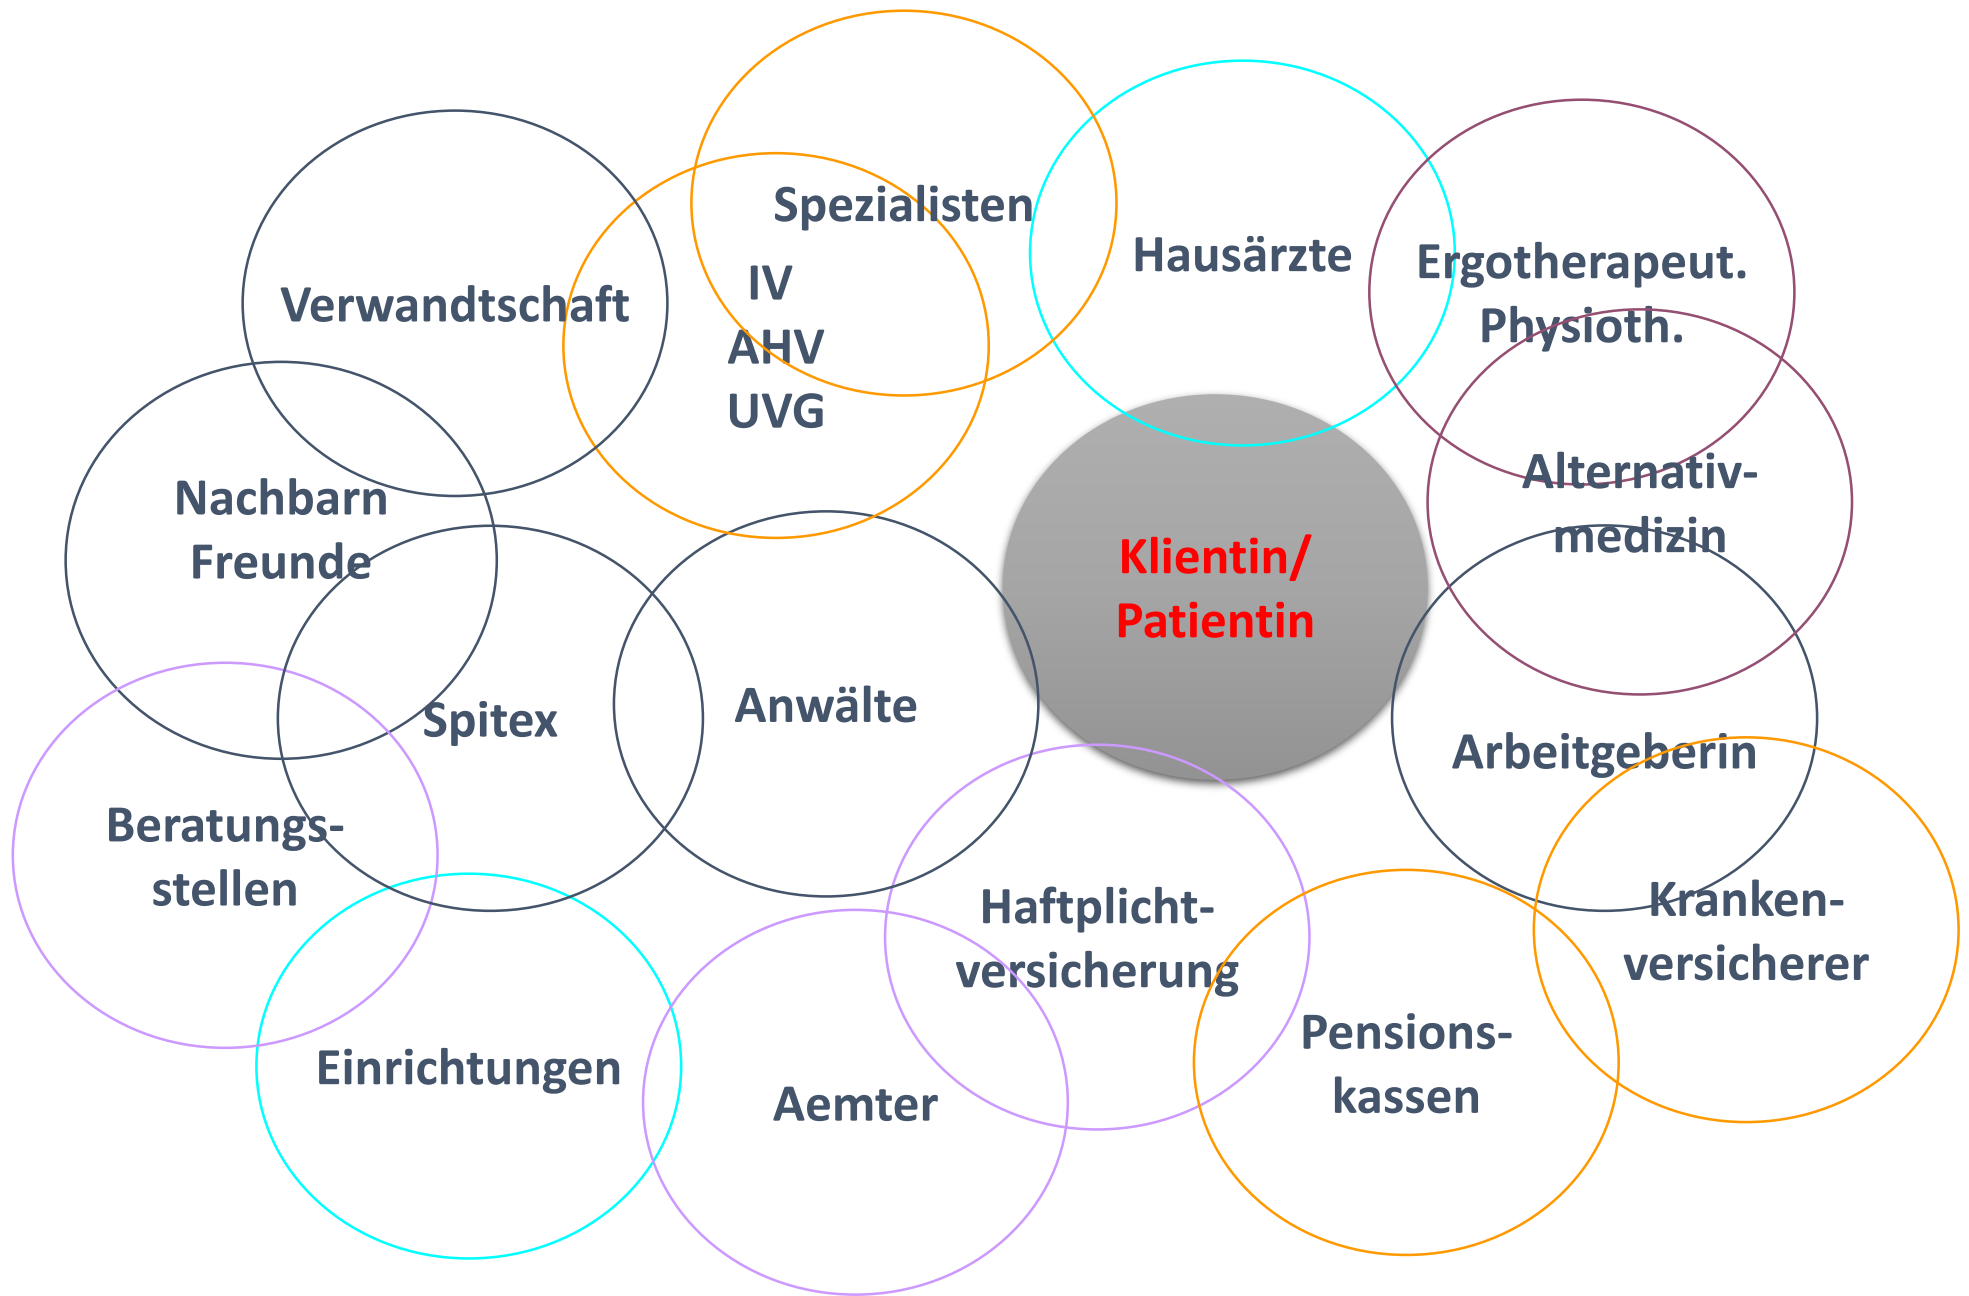 Spezialisten
Hausärzte
Ergotherapeut.
Physioth.
Verwandtschaft
IV
AHV
UVG
Nachbarn
Freunde
Alternativ-
medizin
Klientin/
Patientin
Spitex
Anwälte
Arbeitgeberin
Beratungs-
stellen
Haftplicht-
versicherung
Kranken-
versicherer
Einrichtungen
Aemter
Pensions-
kassen